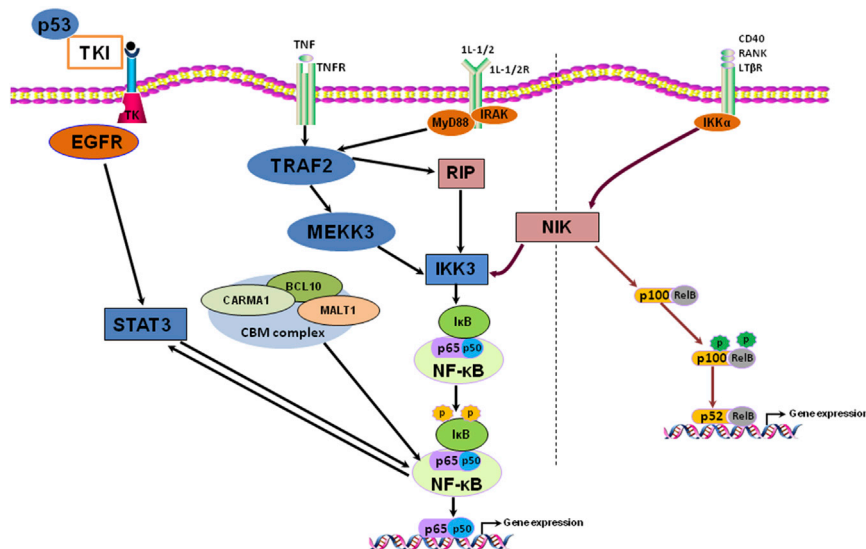 p53
TKI
TK
EGFR
STAT3
TNF
TNFR
1L-1/2
1L-1/2R
MyD88
IRAK
TRAF2
RIP
MEKK3
IKK3
CARMA1
BCL10
MALT1
CBM complex
IκB
p65 p50
NF-κB
p p
IκB
p65 p50
NF-κB
p65 p50
Gene expression
CD40
RANK
LTβR
IKKα
NIK
p100 RelB
p p
p100 RelB
p52 RelB
Gene expression